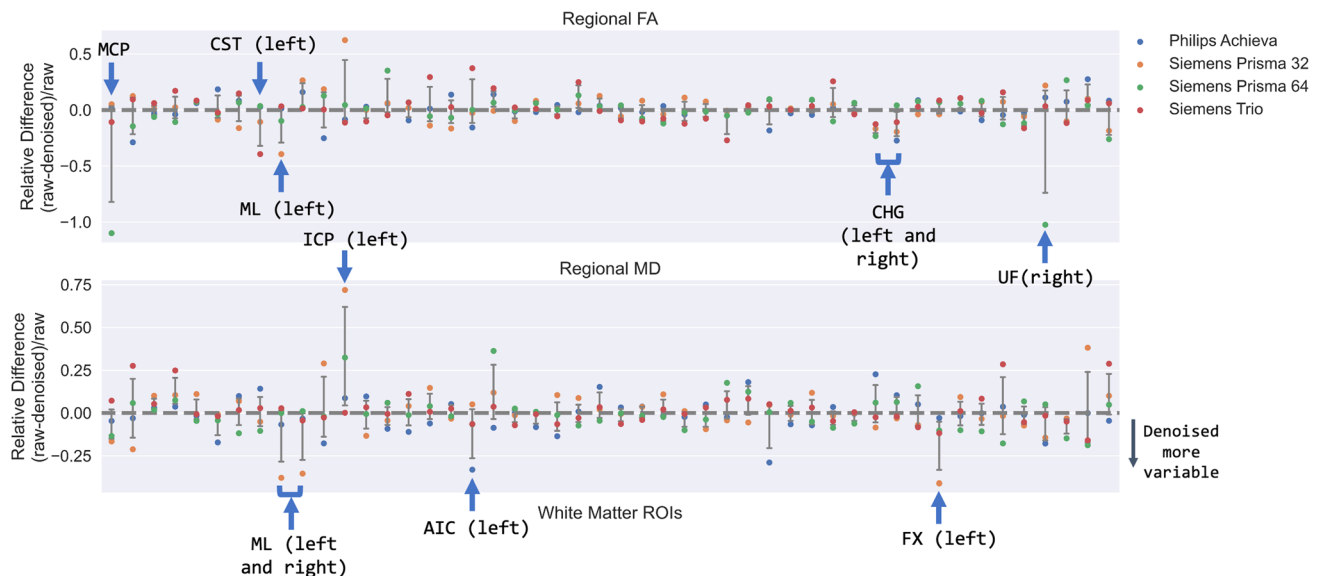 Regional FA
MCP
CST (left)
0.5
0.0
−0.5
−1.0
Relative Difference
(raw-denoised)/raw
ML (left)
CHG
(left and
right)
UF(right)
Philips Achieva
Siemens Prisma 32
Siemens Prisma 64
Siemens Trio
ICP (left)
Regional MD
0.75
0.50
0.25
0.00
−0.25
Relative Difference
(raw-denoised)/raw
Denoised
more
variable
ML (left
and right)
AIC (left)
White Matter ROIs
FX (left)